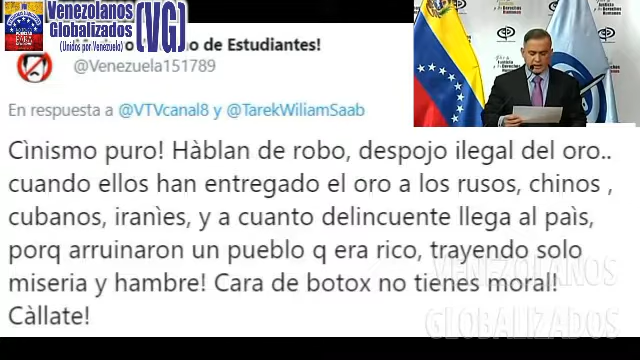 Venezolanos
Globalizados
(Unidos por Venezuela)
(VG)
no de Estudiantes!
@Venezuela151789
En respuesta a @VTVcanal8 y @TarekWiliamSaab
Cìnismo puro! Hàblan de robo, despojo ilegal del oro..
cuando ellos han entregado el oro a los rusos, chinos ,
cubanos, iranìes, y a cuanto delincuente llega al paìs,
porq arruinaron un pueblo q era rico, trayendo solo
miseria y hambre! Cara de botox no tienes moral!
Càllate!
VENEZOLANOS
GLOBALIZADOS